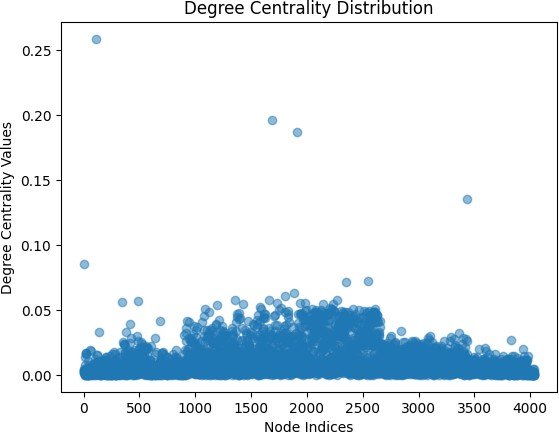 Degree Centrality Distribution
0.25
0.20
0.15
0.10
0.05
0.00
Degree Centrality Values
0 500 1000 1500 2000 2500 3000 3500 4000
Node Indices